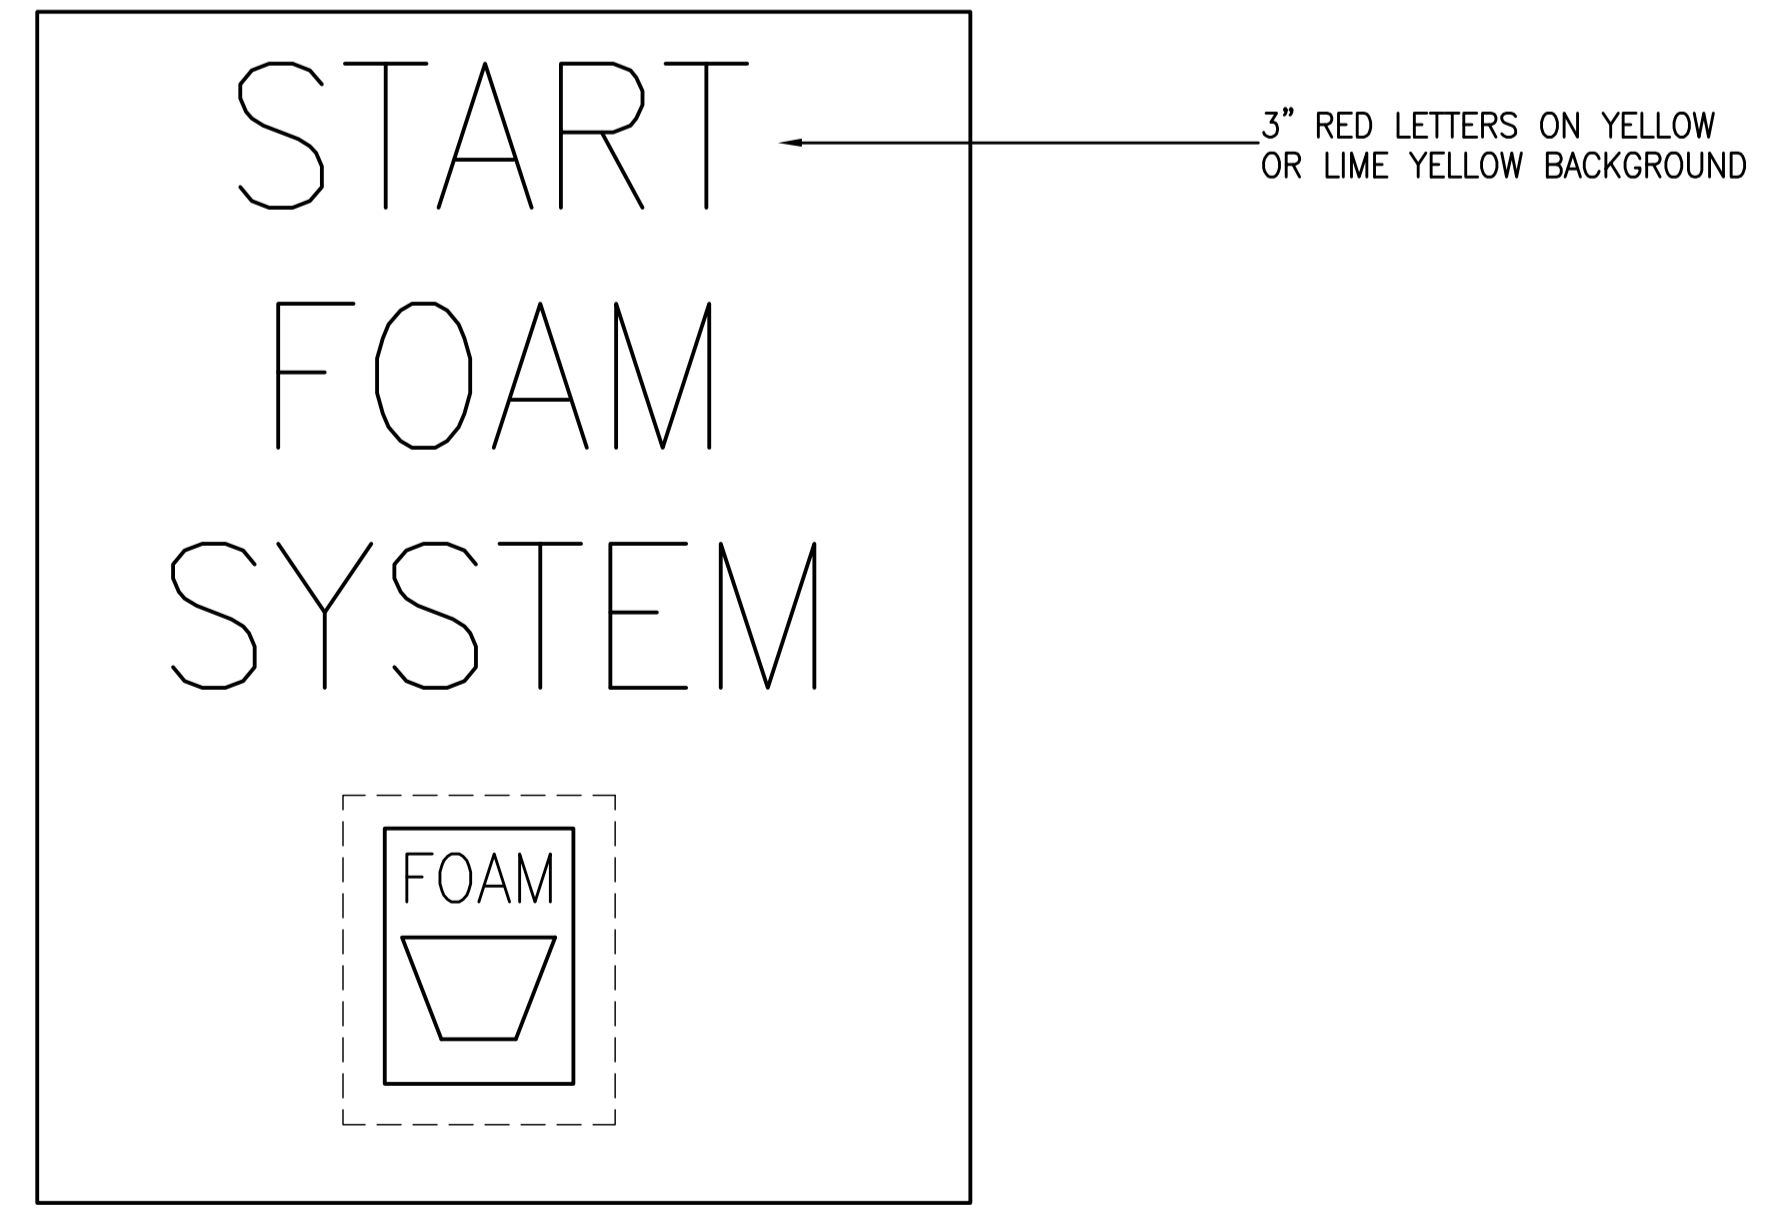 START
3” RED LETTERS ON YELLOW
OR LIME YELLOW BACKGROUND
FOAM
SYSTEM
FOAM